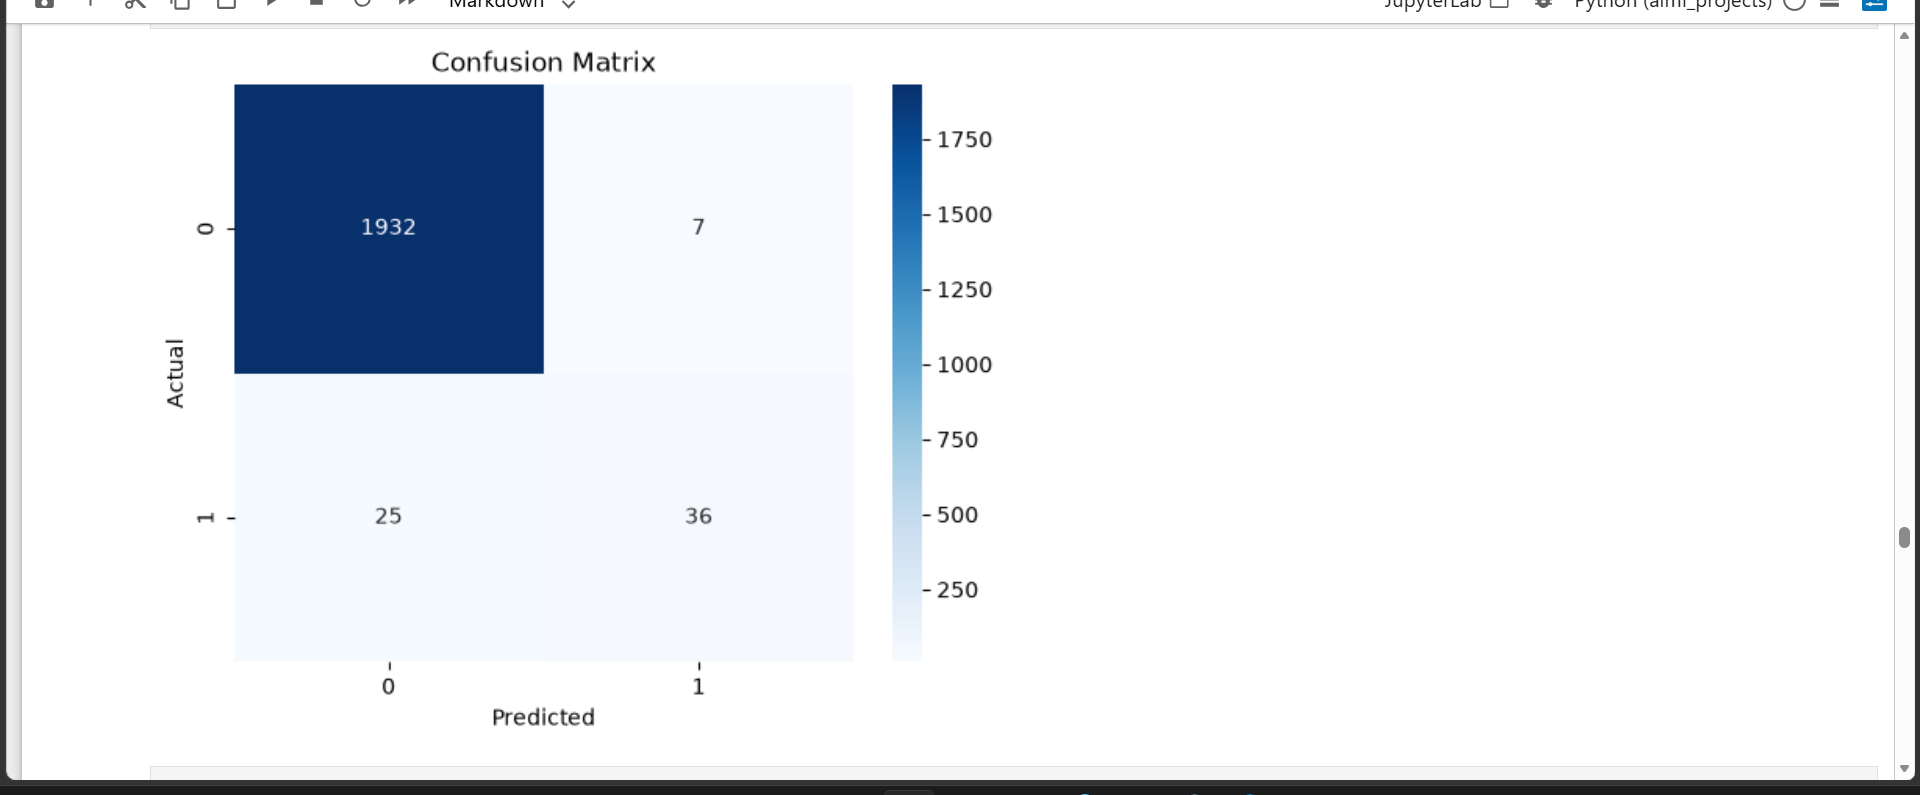 Markdown
JupyterLab
Python (aiml_projects)
Confusion Matrix
1750
1500
1250
1000
750
500
250
0
1932
7
Actual
1
25
36
0
1
Predicted